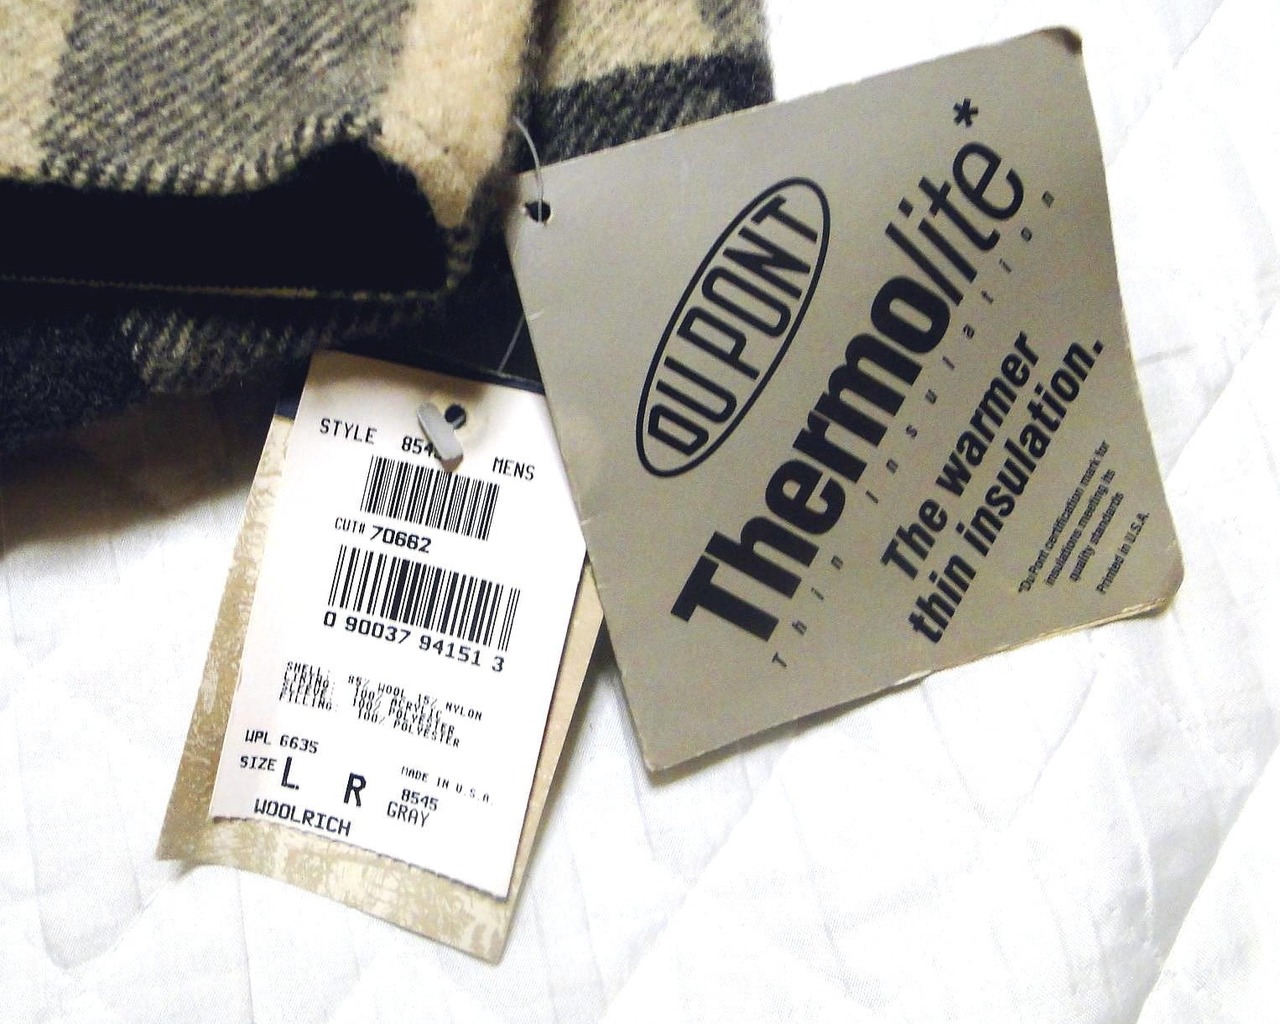 STYLE 854
MENS
CUT# 70662
0 90037 94151 3
SHELL: 85% WOOL 15% NYLON
LINING: 100% ACRYLIC
SLEEVE: 100% POLYESTER
FILLING: 100% POLYESTER
WPL 6635
SIZE L R
MADE IN U.S.A.
8545
GRAY
WOOLRICH
DUPONT
Thermolite*
Thin Insulation
The warmer
thin insulation.
*DuPont certification mark for
insulations meeting its
quality standards
Printed in U.S.A.